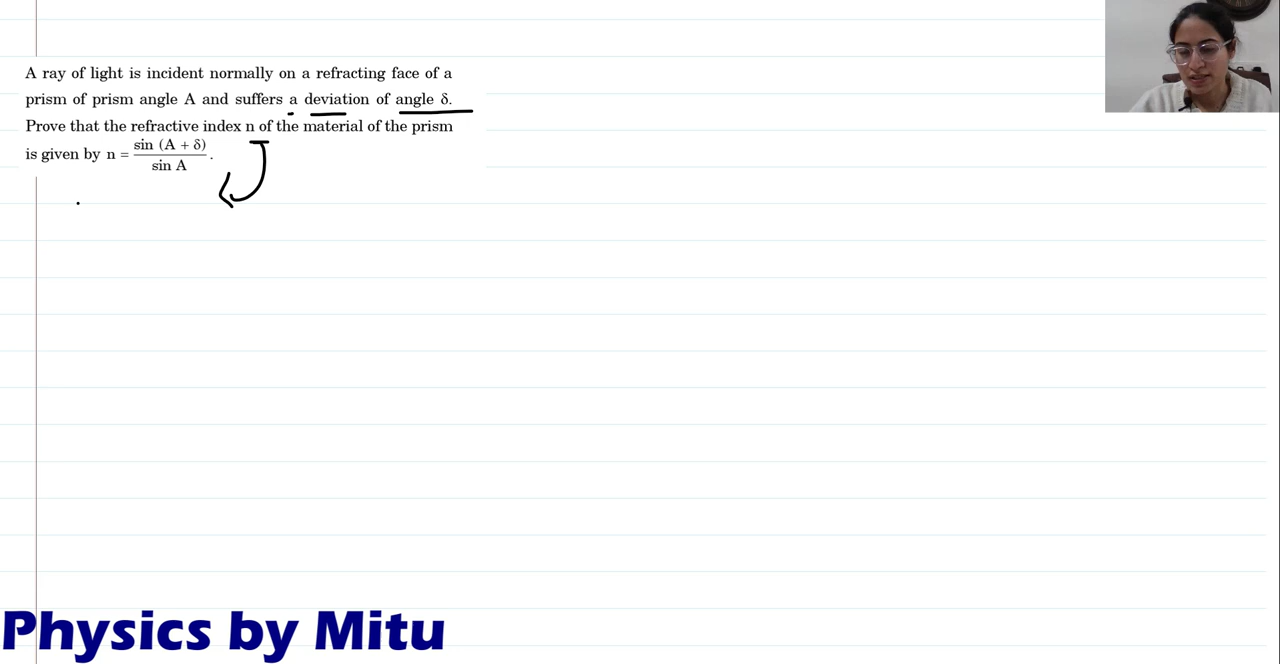 A ray of light is incident normally on a refracting face of a
prism of prism angle A and suffers a deviation of angle δ.
Prove that the refractive index n of the material of the prism
is given by n = sin (A + δ) / sin A .
Physics by Mitu